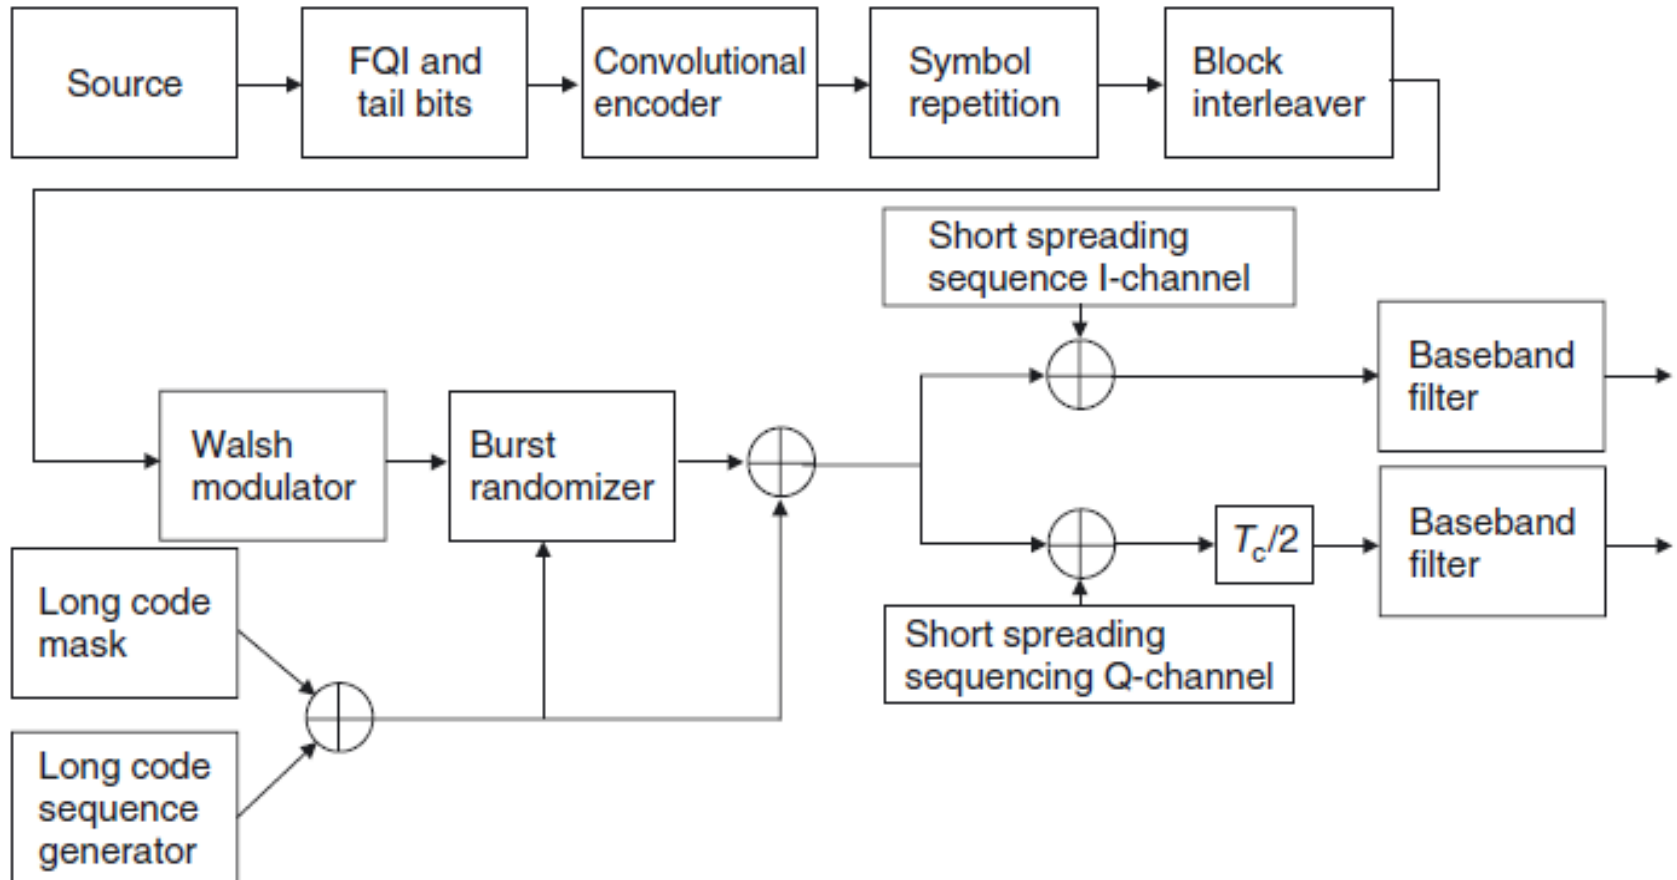 Source
FQI and
tail bits
Convolutional
encoder
Symbol
repetition
Block
interleaver
Short spreading
sequence I-channel
Baseband
filter
Walsh
modulator
Burst
randomizer
Tc/2
Baseband
filter
Long code
mask
Short spreading
sequencing Q-channel
Long code
sequence
generator